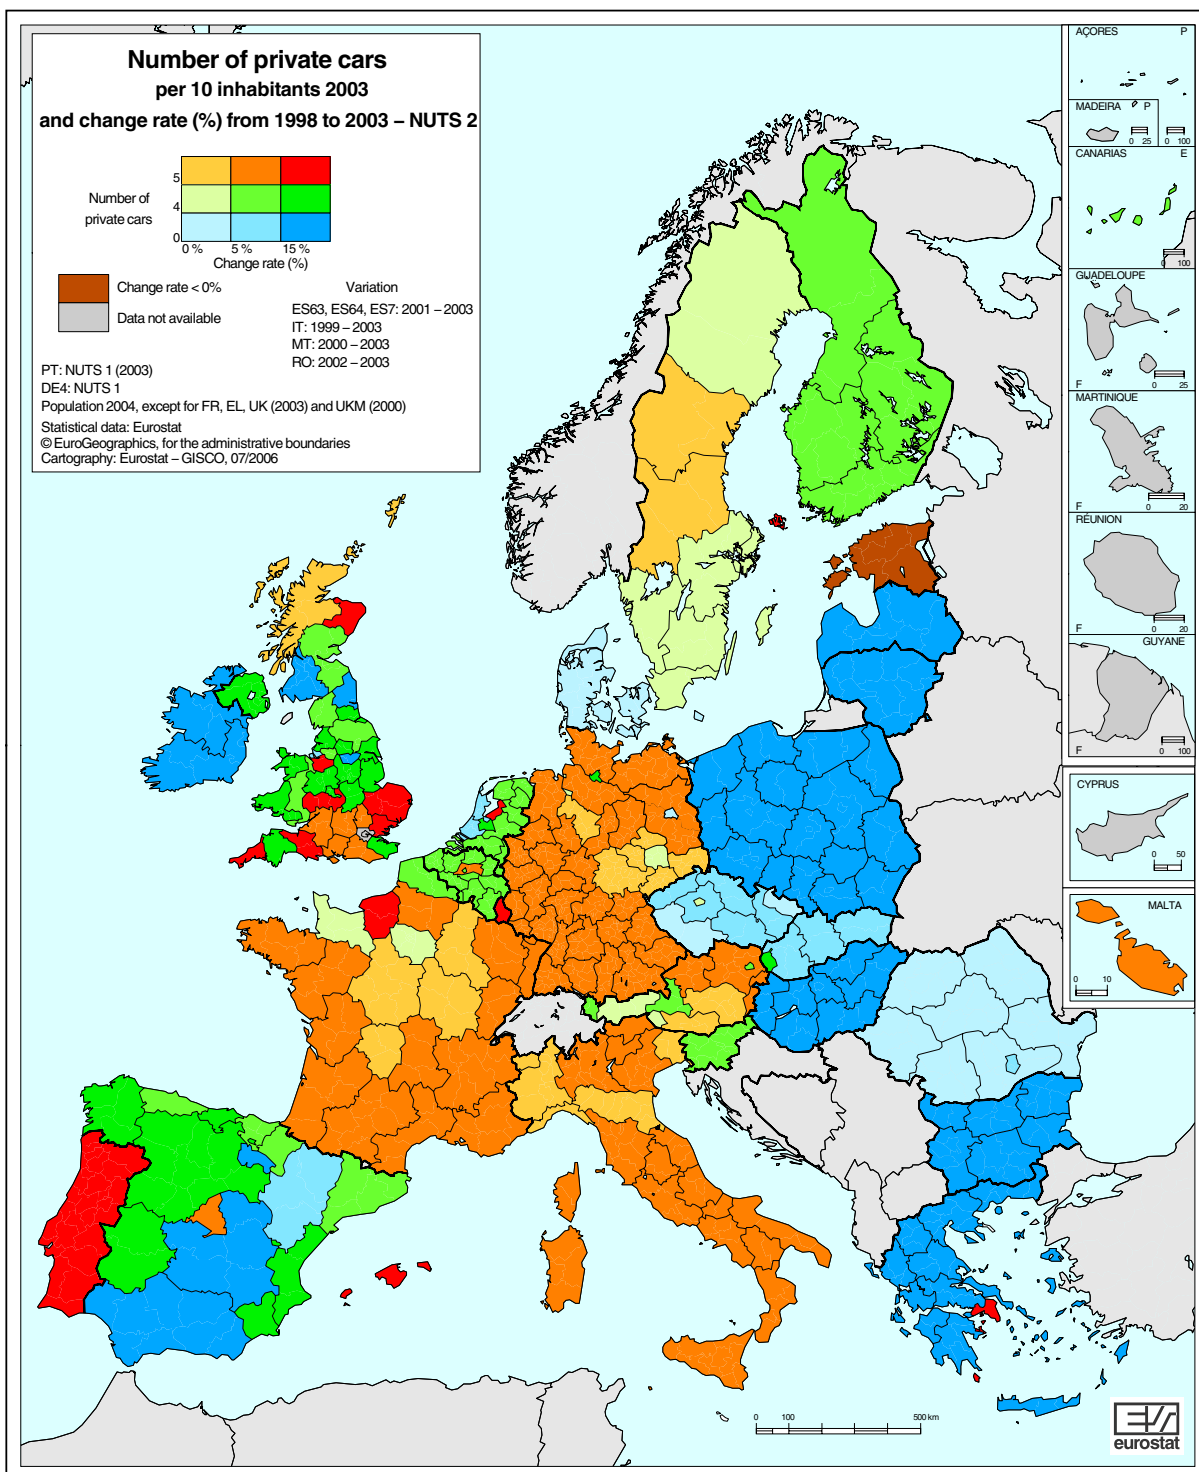 Number of private cars
per 10 inhabitants 2003
and change rate (%) from 1998 to 2003 – NUTS 2
Number of
private cars
5
4
0
0 %
5 %
15 %
Change rate (%)
Change rate < 0%
Data not available
Variation
ES63, ES64, ES7: 2001 – 2003
IT: 1999 – 2003
MT: 2000 – 2003
RO: 2002 – 2003
PT: NUTS 1 (2003)
DE4: NUTS 1
Population 2004, except for FR, EL, UK (2003) and UKM (2000)
Statistical data: Eurostat
© EuroGeographics, for the administrative boundaries
Cartography: Eurostat – GISCO, 07/2006
AÇORES P
MADEIRA P
0 25
0 100
CANARIAS E
0 100
GUADELOUPE
F
0 25
MARTINIQUE
F
0 20
RÉUNION
F
0 20
GUYANE
F
0 100
CYPRUS
0 50
MALTA
0 10
0 100 500 km
eurostat